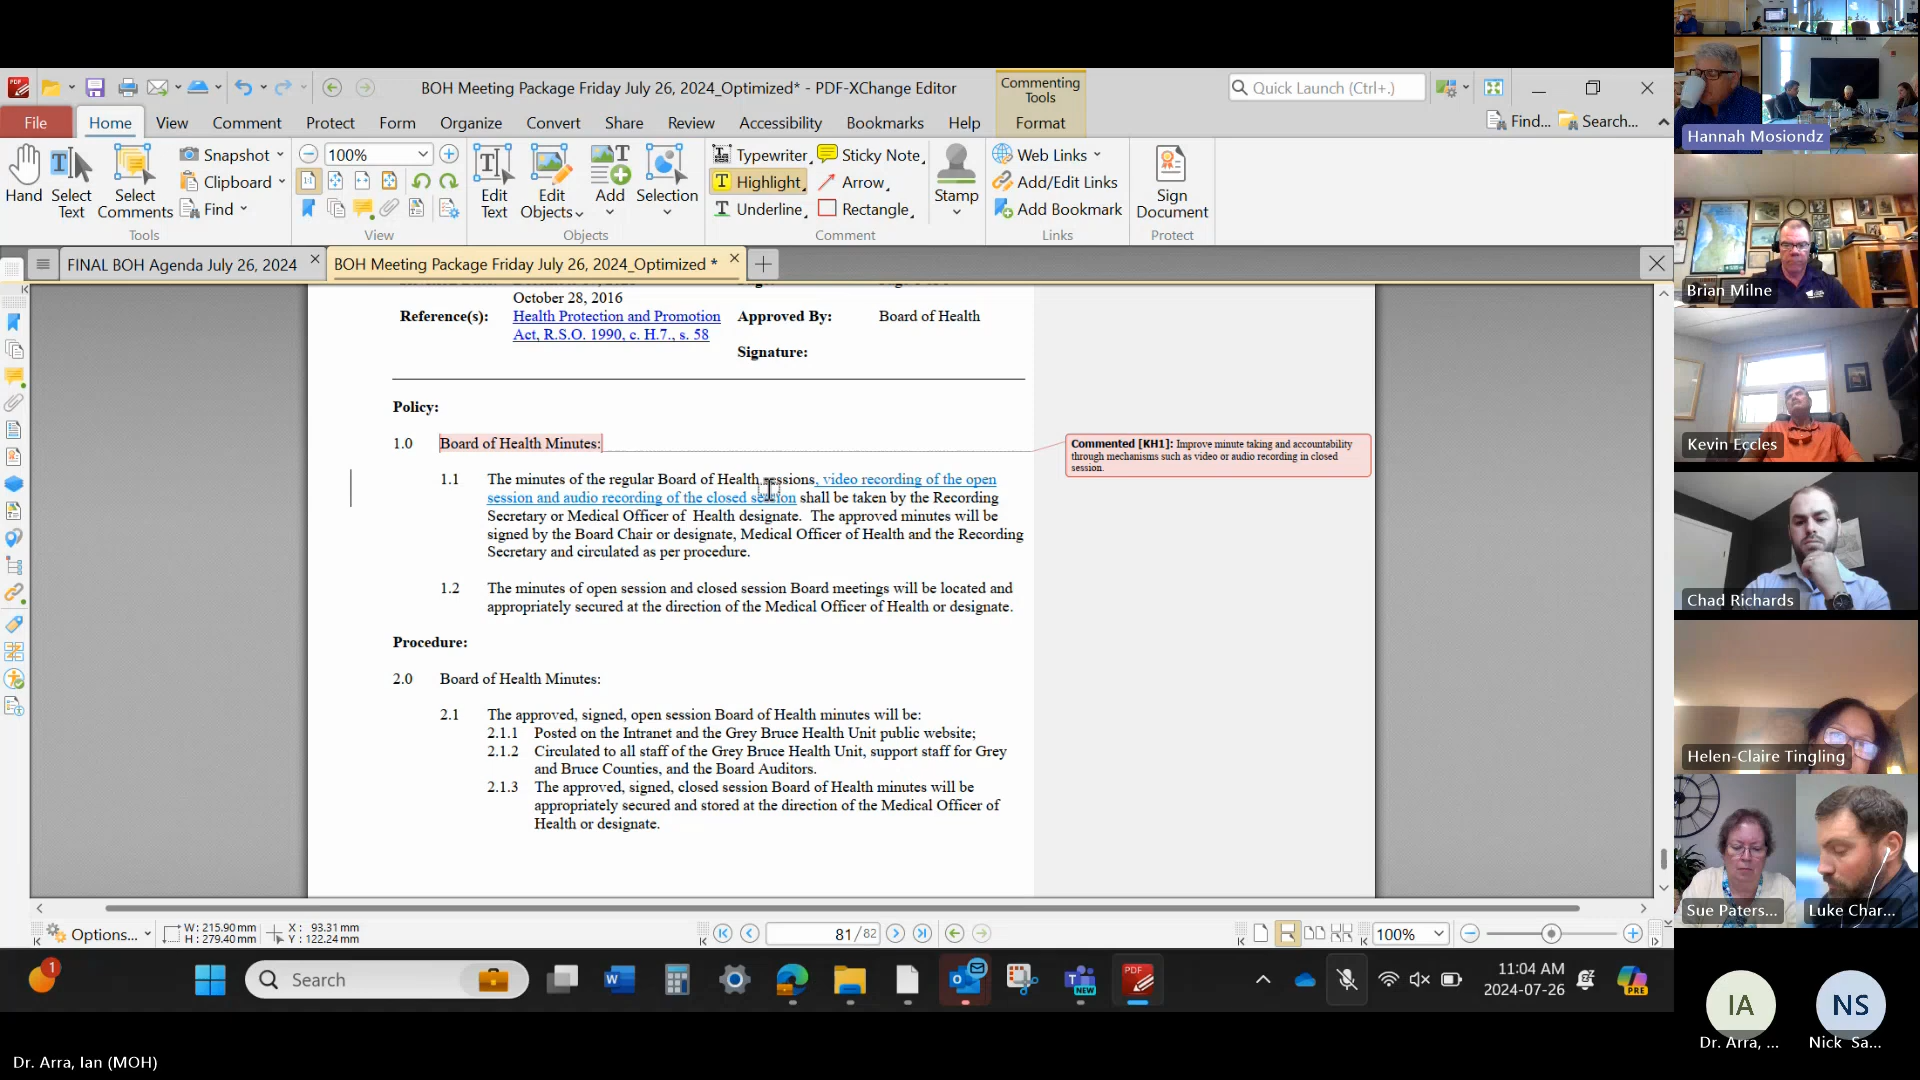 BOH Meeting Package Friday July 26, 2024_Optimized* - PDF-XChange Editor
Commenting Tools
Quick Launch (Ctrl+.)
File
Home
View
Comment
Protect
Form
Organize
Convert
Share
Review
Accessibility
Bookmarks
Help
Format
Find...
Search...
Hand
Select Text
Select Comments
Snapshot
Clipboard
Find
Tools
100%
View
Edit Text
Edit Objects
Add
Selection
Objects
Typewriter
Highlight
Underline
Sticky Note
Arrow
Rectangle
Stamp
Comment
Web Links
Add/Edit Links
Add Bookmark
Links
Sign Document
Protect
FINAL BOH Agenda July 26, 2024
BOH Meeting Package Friday July 26, 2024_Optimized *
October 28, 2016
Reference(s): Health Protection and Promotion Approved By: Board of Health
Act, R.S.O. 1990, c. H.7., s. 58
Signature:
Policy:
1.0 Board of Health Minutes:
Commented [KH1]: Improve minute taking and accountability
through mechanisms such as video or audio recording in closed
session.
1.1 The minutes of the regular Board of Health sessions, video recording of the open
session and audio recording of the closed session shall be taken by the Recording
Secretary or Medical Officer of Health designate. The approved minutes will be
signed by the Board Chair or designate, Medical Officer of Health and the Recording
Secretary and circulated as per procedure.
1.2 The minutes of open session and closed session Board meetings will be located and
appropriately secured at the direction of the Medical Officer of Health or designate.
Procedure:
2.0 Board of Health Minutes:
2.1 The approved, signed, open session Board of Health minutes will be:
2.1.1 Posted on the Intranet and the Grey Bruce Health Unit public website;
2.1.2 Circulated to all staff of the Grey Bruce Health Unit, support staff for Grey
and Bruce Counties, and the Board Auditors.
2.1.3 The approved, signed, closed session Board of Health minutes will be
appropriately secured and stored at the direction of the Medical Officer of
Health or designate.
Options...
W: 215.90 mm
H: 279.40 mm
X: 93.31 mm
Y: 122.24 mm
81 / 82
100%
1
Search
NEW
PDF
11:04 AM
2024-07-26
PRE
Dr. Arra, Ian (MOH)
Hannah Mosiondz
Brian Milne
Kevin Eccles
Chad Richards
Helen-Claire Tingling
Sue Paters...
Luke Char...
IA
NS
Dr. Arra, ...
Nick Sa...